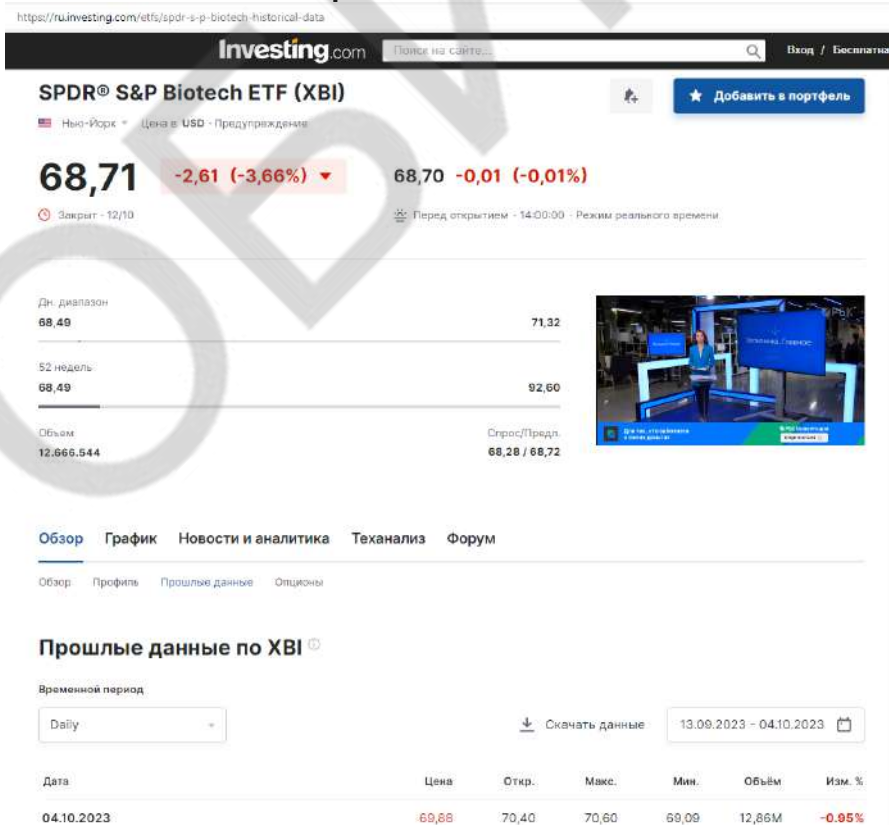 https://ru.investing.com/etfs/spdr-s-p-biotech-historical-data
Investing.com Поиск на сайте... Вход / Бесплатна
SPDR® S&P Biotech ETF (XBI)
Добавить в портфель
Нью-Йорк Цена в USD - Предупреждение
68,71 -2,61 (-3,66%) 68,70 -0,01 (-0,01%)
Закрыт - 12/10 Перед открытием - 14:00:00 - Режим реального времени
Дн. диапазон
68,49 71,32
52 недель
68,49 92,60
Объём Спрос/Предл.
12.666.544 68,28 / 68,72
РБК
Обзор График Новости и аналитика Теханализ Форум
Обзор Профиль Прошлые данные Опционы
Прошлые данные по XBI
Временной период
Daily Скачать данные 13.09.2023 - 04.10.2023
Дата Цена Откр. Макс. Мин. Объём Изм. %
04.10.2023 69,88 70,40 70,60 69,09 12,86M -0.95%